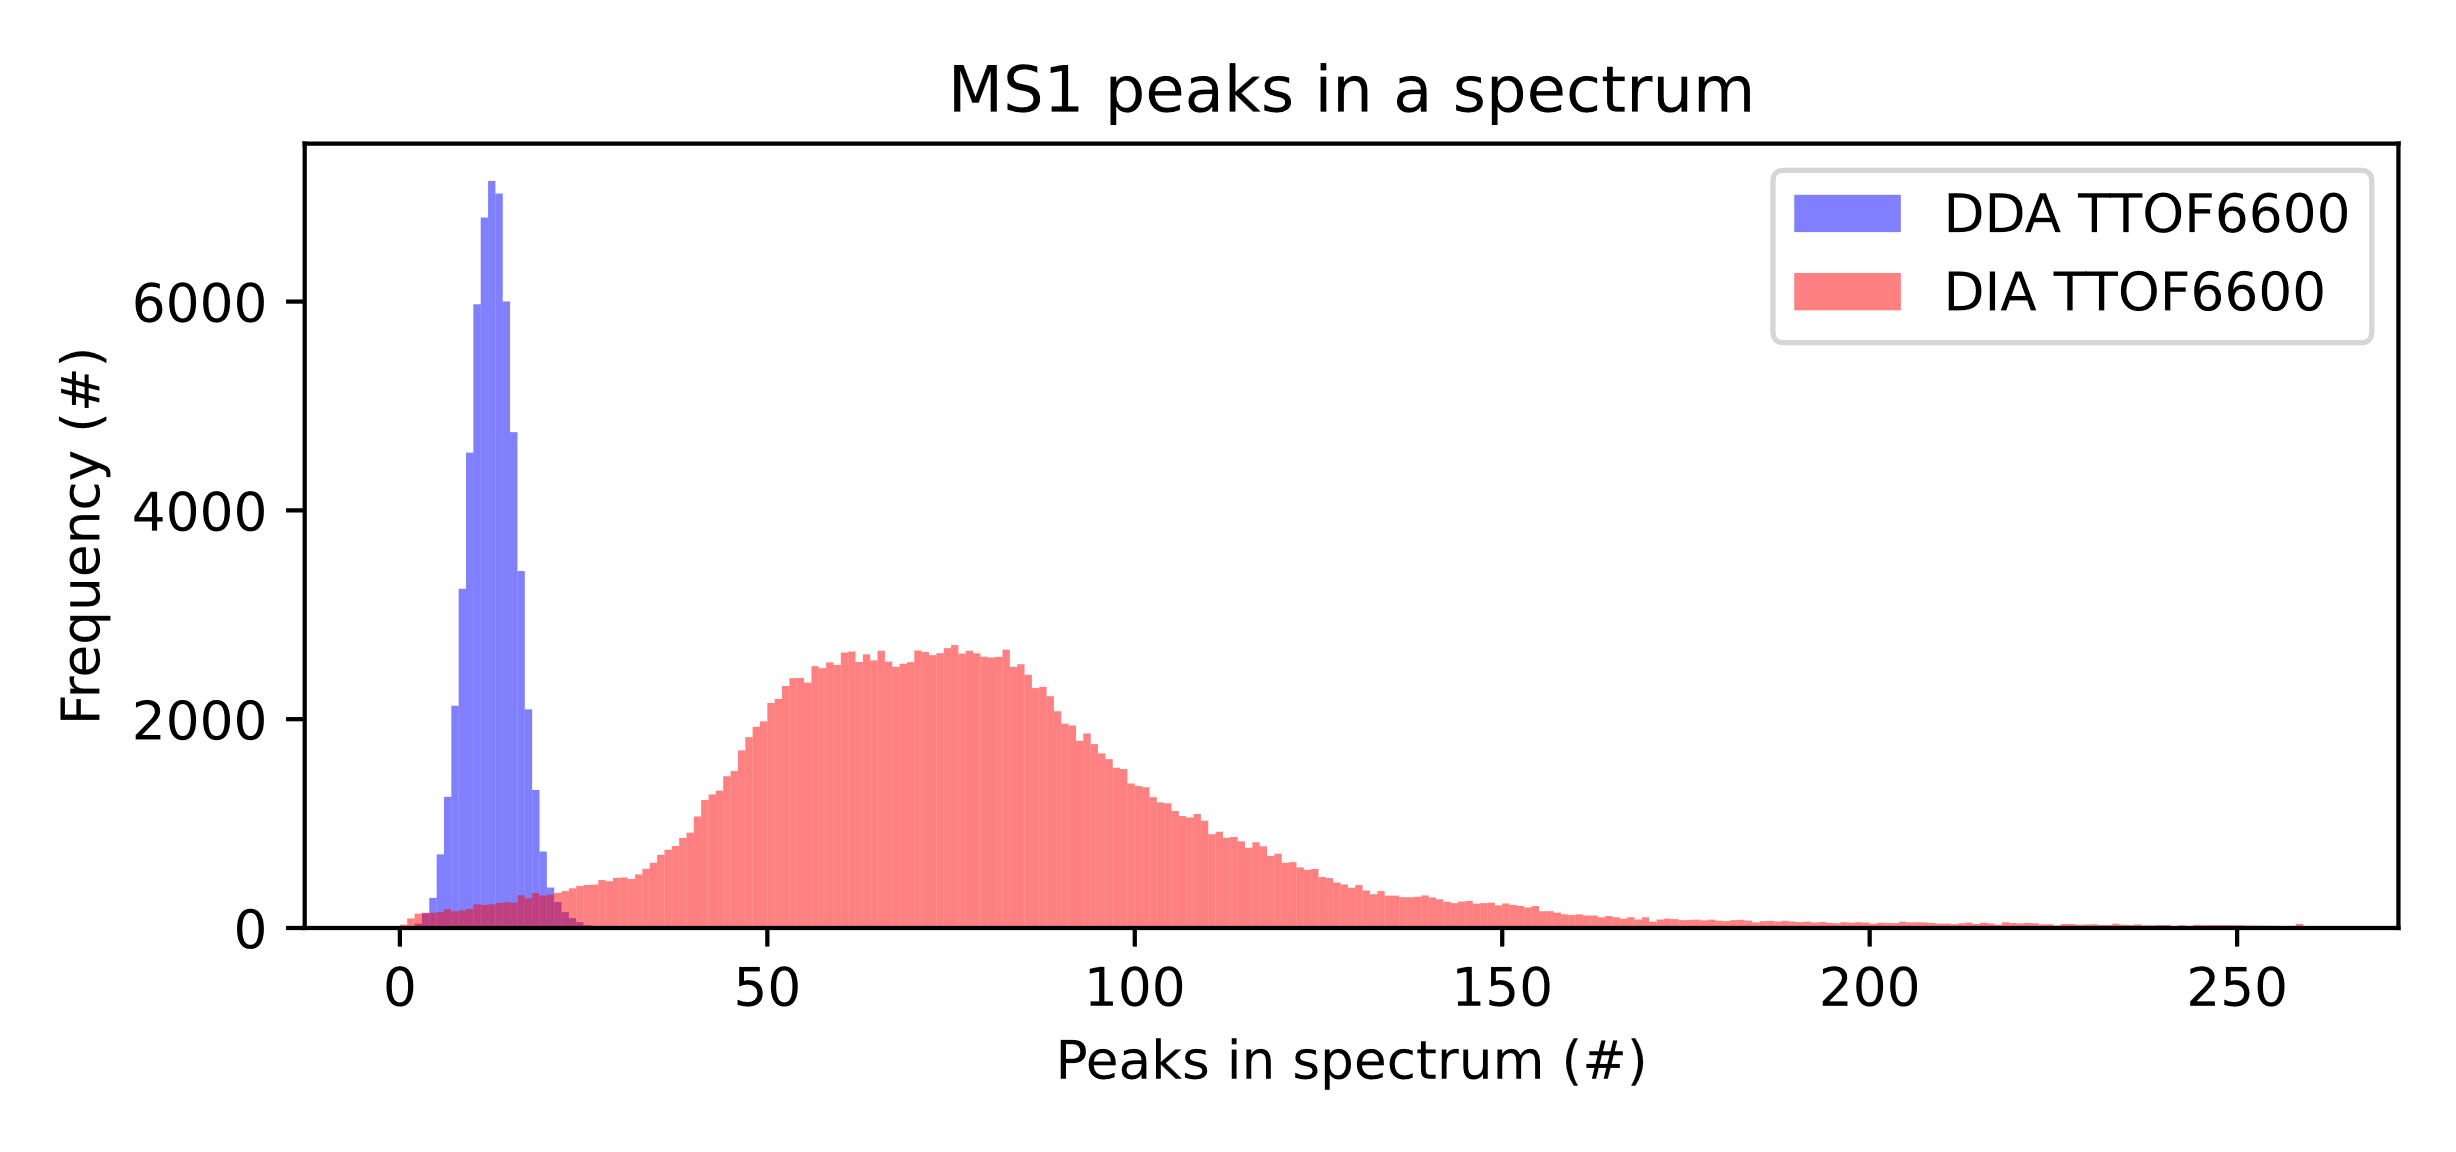 MS1 peaks in a spectrum
DDA TTOF6600
DIA TTOF6600
Frequency (#)
6000
4000
2000
0
0 50 100 150 200 250
Peaks in spectrum (#)